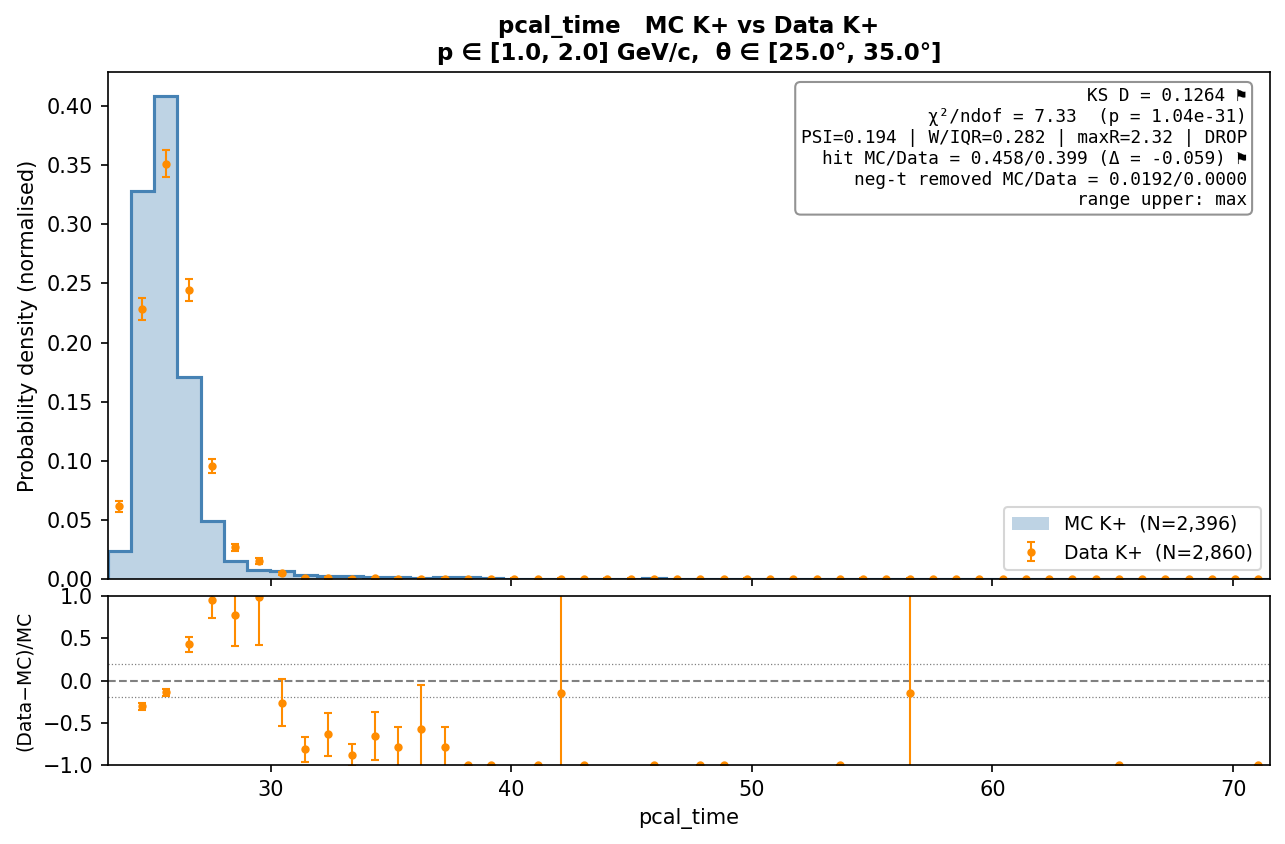 pcal_time   MC K+ vs Data K+
p ∈ [1.0, 2.0] GeV/c,  θ ∈ [25.0°, 35.0°]
KS D = 0.1264 ⚑
χ²/ndof = 7.33  (p = 1.04e-31)
PSI=0.194 | W/IQR=0.282 | maxR=2.32 | DROP
hit MC/Data = 0.458/0.399 (Δ = -0.059) ⚑
neg-t removed MC/Data = 0.0192/0.0000
range upper: max
Probability density (normalised)
0.40
0.35
0.30
0.25
0.20
0.15
0.10
0.05
0.00
MC K+  (N=2,396)
Data K+  (N=2,860)
(Data−MC)/MC
1.0
0.5
0.0
−0.5
−1.0
30
40
50
60
70
pcal_time